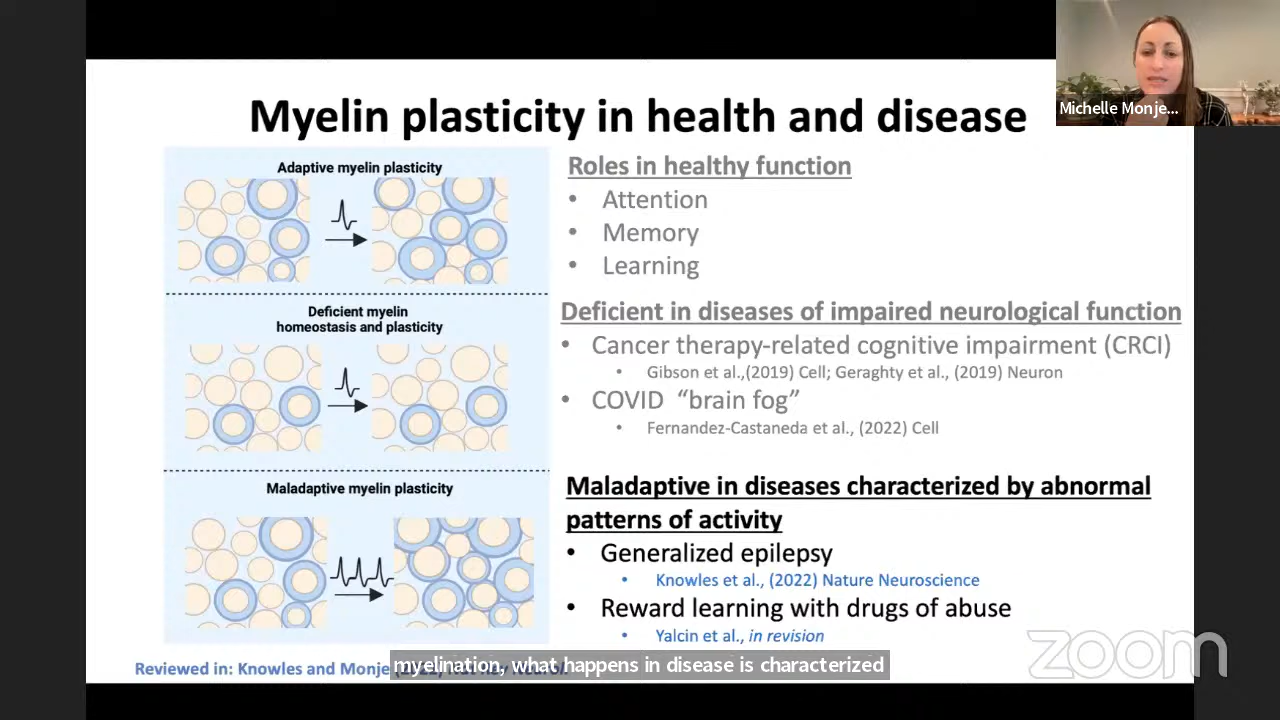 Myelin plasticity in health and disease
Michelle Monje...
Adaptive myelin plasticity
Deficient myelin
homeostasis and plasticity
Maladaptive myelin plasticity
Roles in healthy function
• Attention
• Memory
• Learning
Deficient in diseases of impaired neurological function
• Cancer therapy-related cognitive impairment (CRCI)
• Gibson et al.,(2019) Cell; Geraghty et al., (2019) Neuron
• COVID “brain fog”
• Fernandez-Castaneda et al., (2022) Cell
Maladaptive in diseases characterized by abnormal
patterns of activity
• Generalized epilepsy
• Knowles et al., (2022) Nature Neuroscience
• Reward learning with drugs of abuse
• Yalcin et al., in revision
zoom
Reviewed in: Knowles and Monje
myelination, what happens in disease is characterized